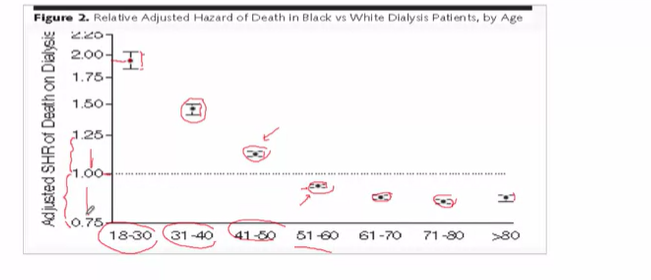 Figure 2. Relative Adjusted Hazard of Death in Black vs White Dialysis Patients, by Age
Adjusted SHR of Death on Dialysis
2.25
2.00
1.75
1.50
1.25
1.00
0.75
18-30 31-40 41-50 51-60 61-70 71-80 >80